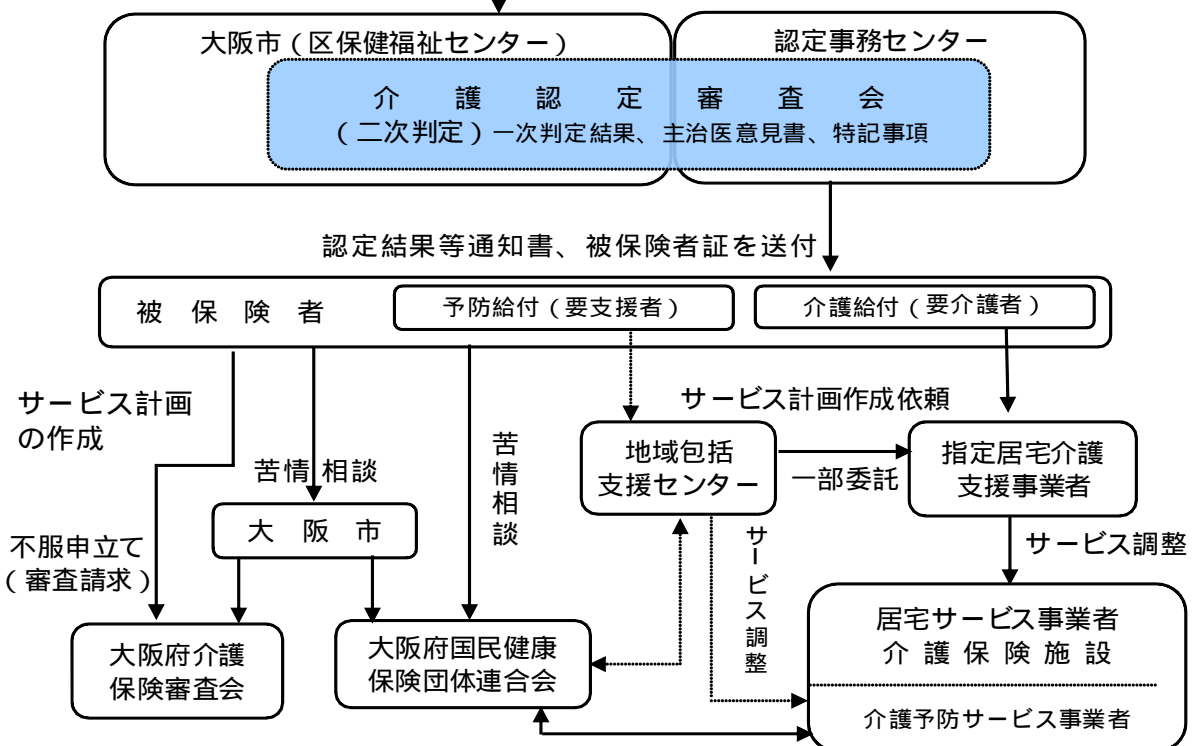 大阪市（区保健福祉センター）
認定事務センター
介護認定審査会
（二次判定）一次判定結果、主治医意見書、特記事項
認定結果等通知書、被保険者証を送付
被保険者
予防給付（要支援者）
介護給付（要介護者）
サービス計画
の作成
サービス計画作成依頼
苦情相談
苦情相談
地域包括
支援センター
一部委託
指定居宅介護
支援事業者
大阪市
不服申立て
（審査請求）
サービス調整
サービス調整
大阪府介護
保険審査会
大阪府国民健康
保険団体連合会
居宅サービス事業者
介護保険施設
介護予防サービス事業者